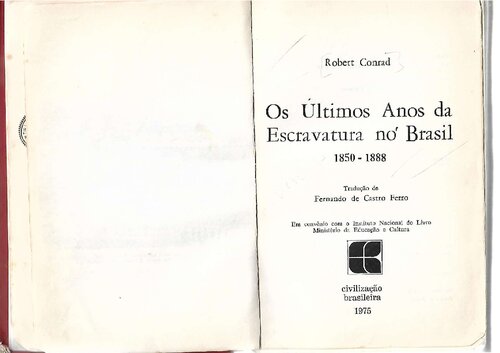 Robert Conrad
Os Últimos Anos da
Escravatura no Brasil
1850 - 1888
Tradução de
Fernando de Castro Ferro
Em convênio com o Instituto Nacional do Livro
Ministério da Educação e Cultura
civilização
brasileira
1975